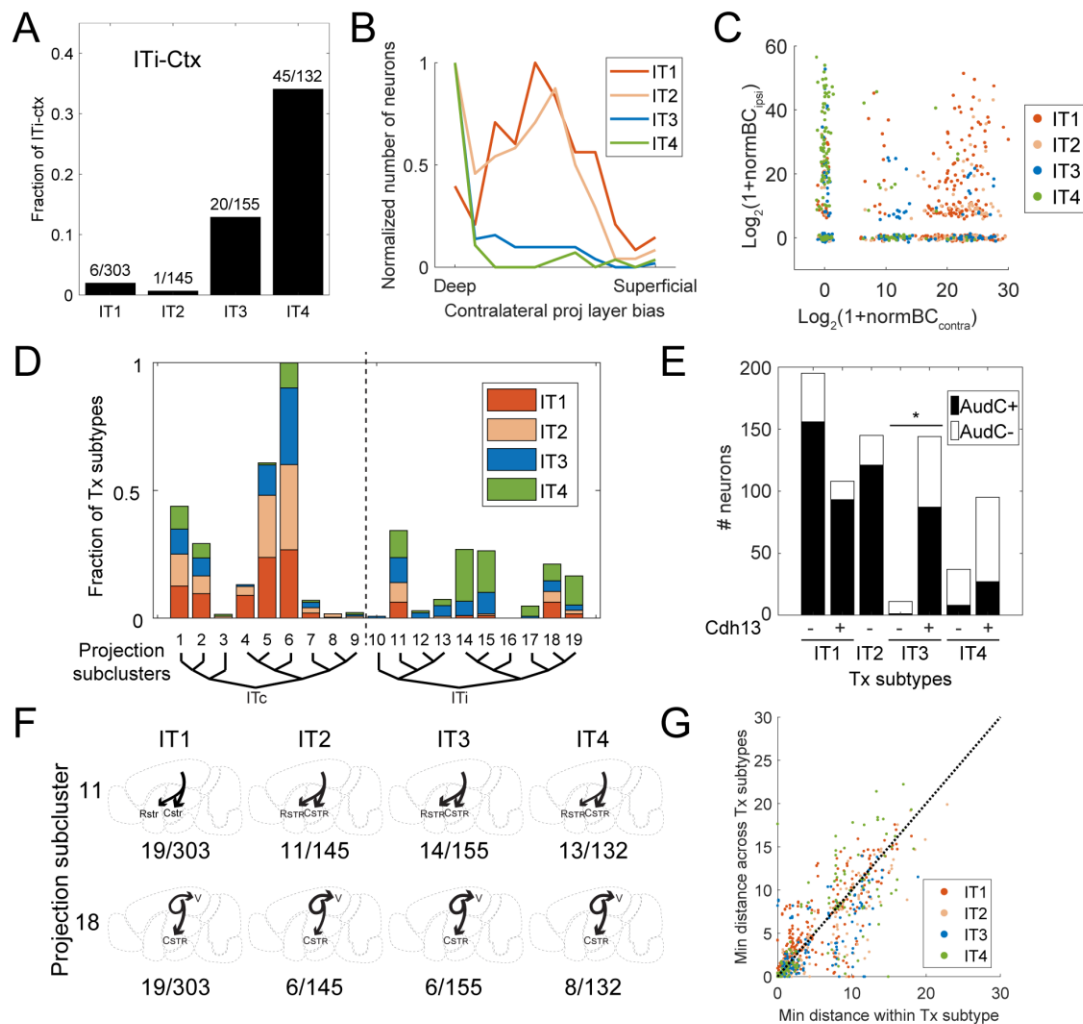 A
ITi-Ctx
Fraction of ITi-ctx
0.4
0.3
0.2
0.1
0
6/303
1/145
20/155
45/132
IT1 IT2 IT3 IT4
B
Normalized number of neurons
1
0.5
0
IT1
IT2
IT3
IT4
Deep Superficial
Contralateral proj layer bias
C
Log2(1+normBCipsi)
60
40
20
0
0 10 20 30
Log2(1+normBCcontra)
IT1
IT2
IT3
IT4
D
Fraction of Tx subtypes
1
0.5
0
IT1
IT2
IT3
IT4
1 2 3 4 5 6 7 8 9 10 11 12 13 14 15 16 17 18 19
Projection
subclusters
ITc ITi
E
# neurons
200
150
100
50
0
*
AudC+
AudC-
Cdh13 - + - - + - +
IT1 IT2 IT3 IT4
Tx subtypes
F
Projection subcluster
IT1 IT2 IT3 IT4
11
Rstr Cstr RSTR CSTR RSTR CSTR RSTR CSTR
19/303 11/145 14/155 13/132
18
V V V V
CSTR CSTR CSTR CSTR
19/303 6/145 6/155 8/132
G
Min distance across Tx subtypes
30
25
20
15
10
5
0
0 10 20 30
Min distance within Tx subtype
IT1
IT2
IT3
IT4